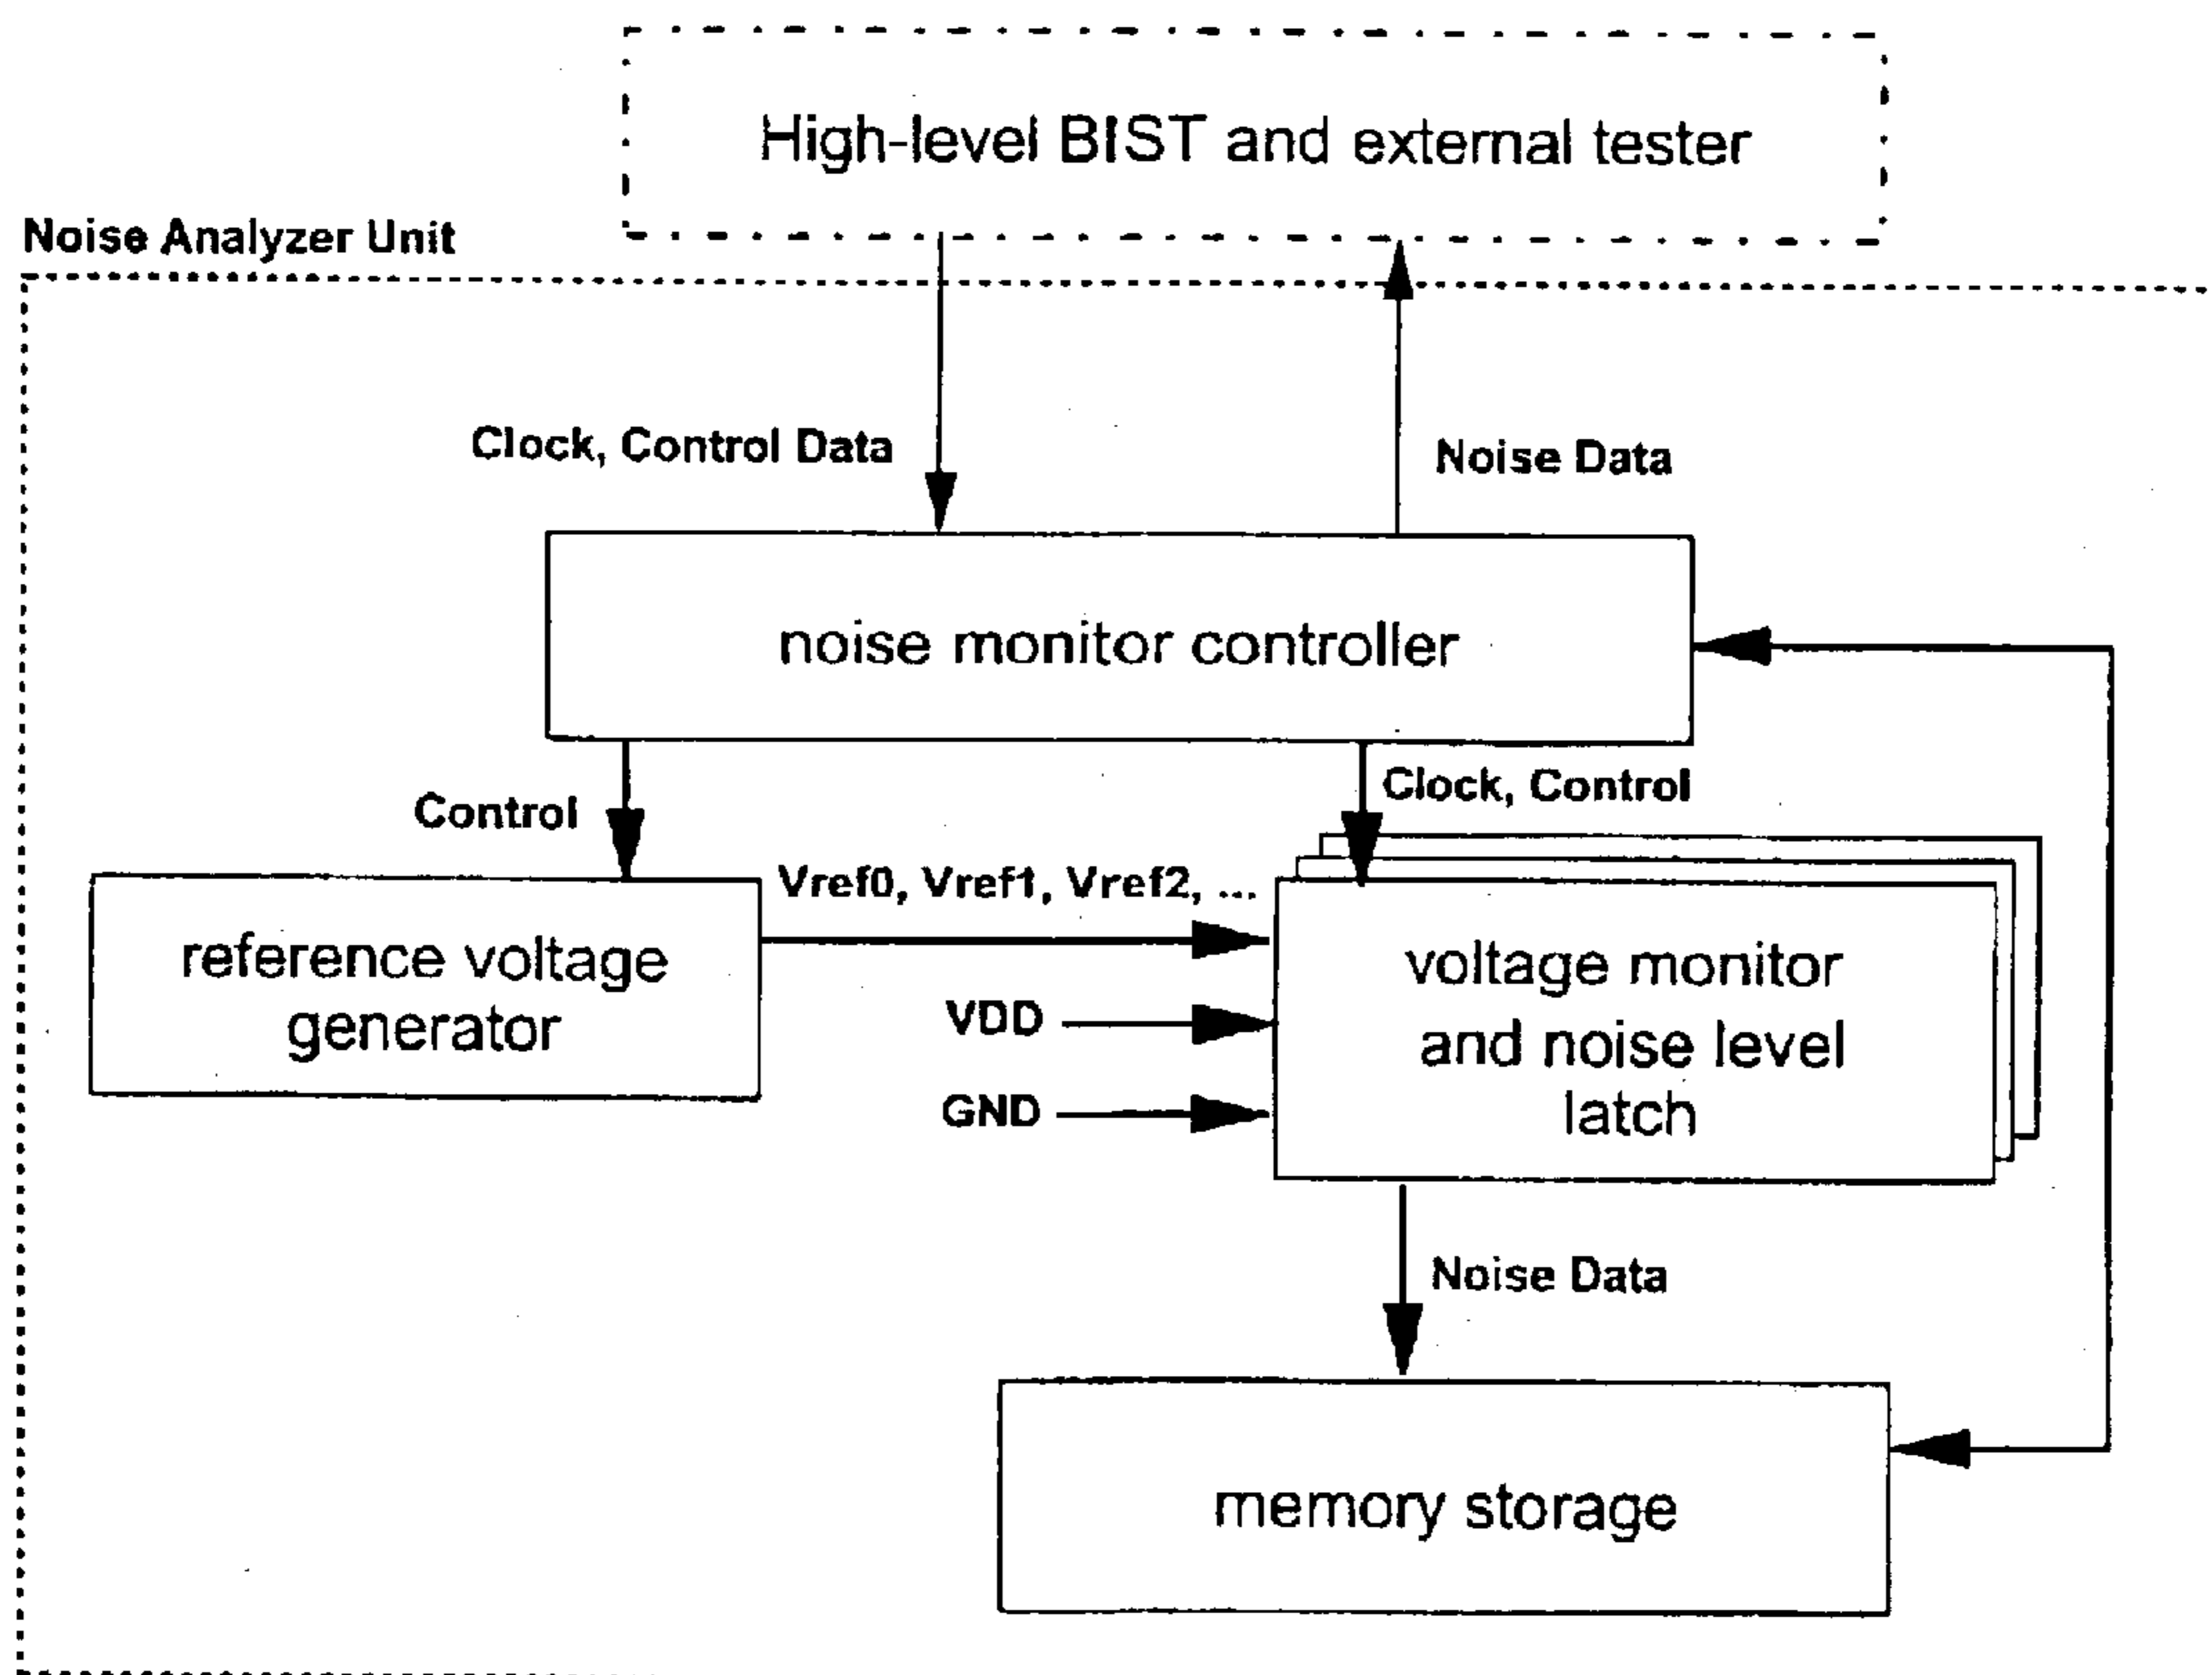 High-level BIST and external tester
Noise Analyzer Unit
Clock, Control Data
Noise Data
noise monitor controller
Control
Clock, Control
Vref0, Vref1, Vref2, ...
reference voltage
generator
VDD
GND
voltage monitor
and noise level
latch
Noise Data
memory storage